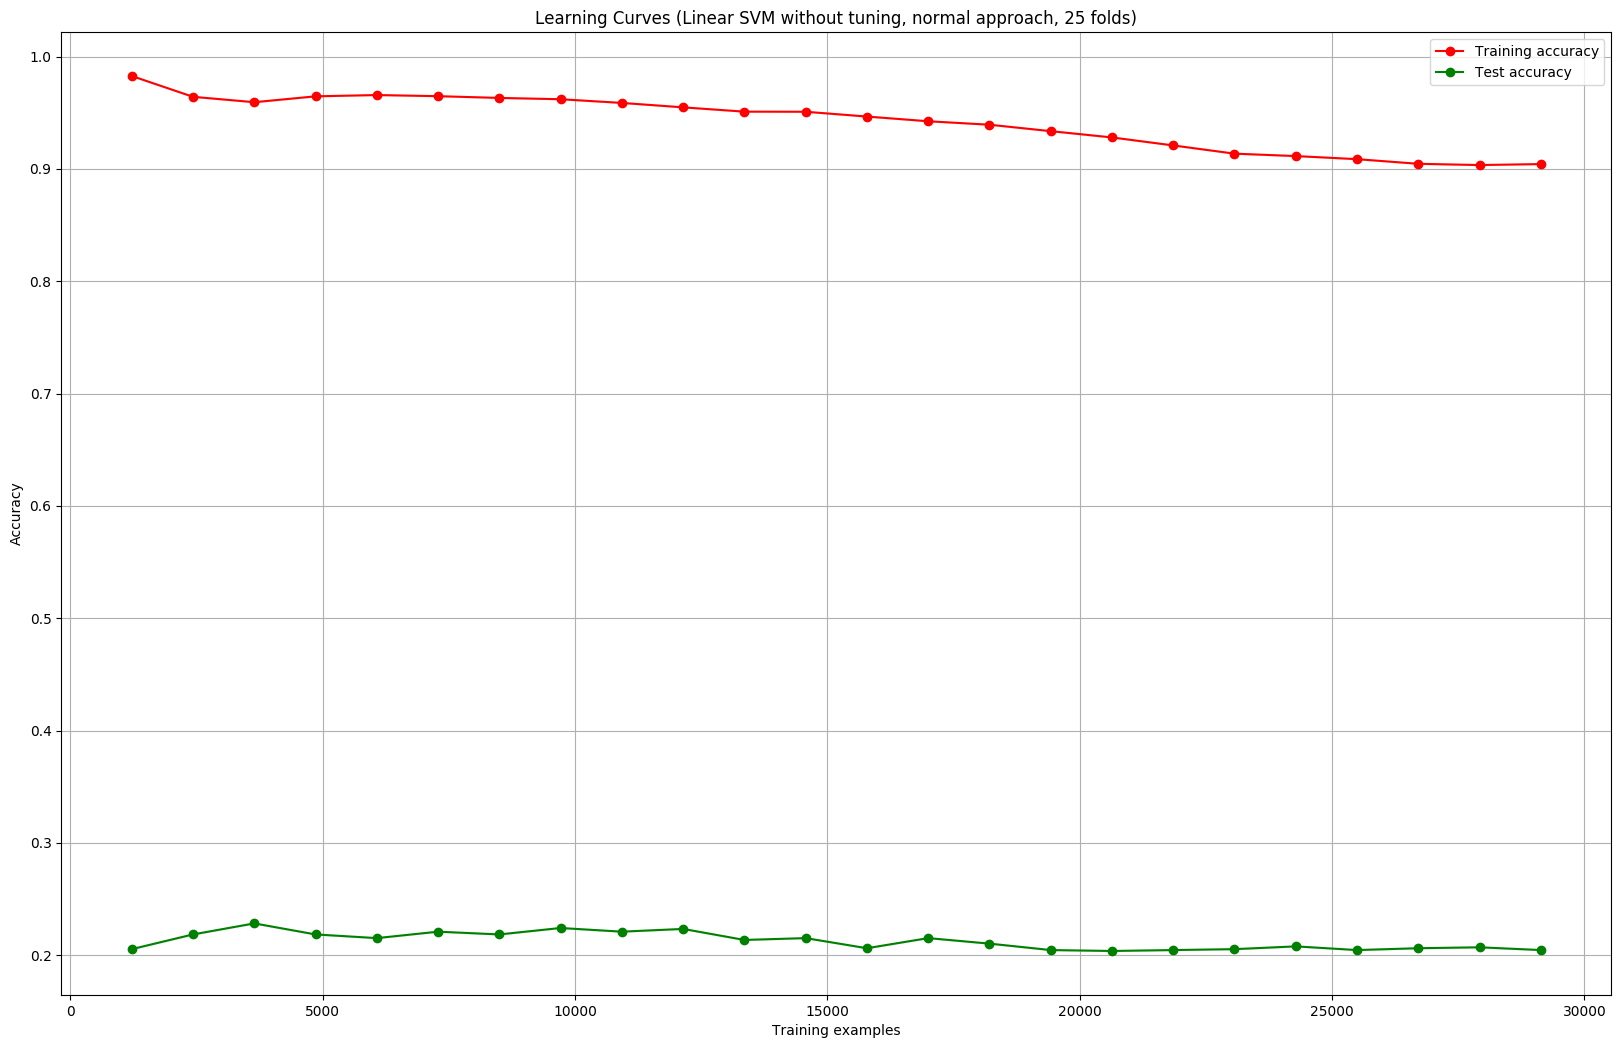 Learning Curves (Linear SVM without tuning, normal approach, 25 folds)
Training accuracy
Test accuracy
1.0
0.9
0.8
0.7
0.6
0.5
0.4
0.3
0.2
Accuracy
0 5000 10000 15000 20000 25000 30000
Training examples